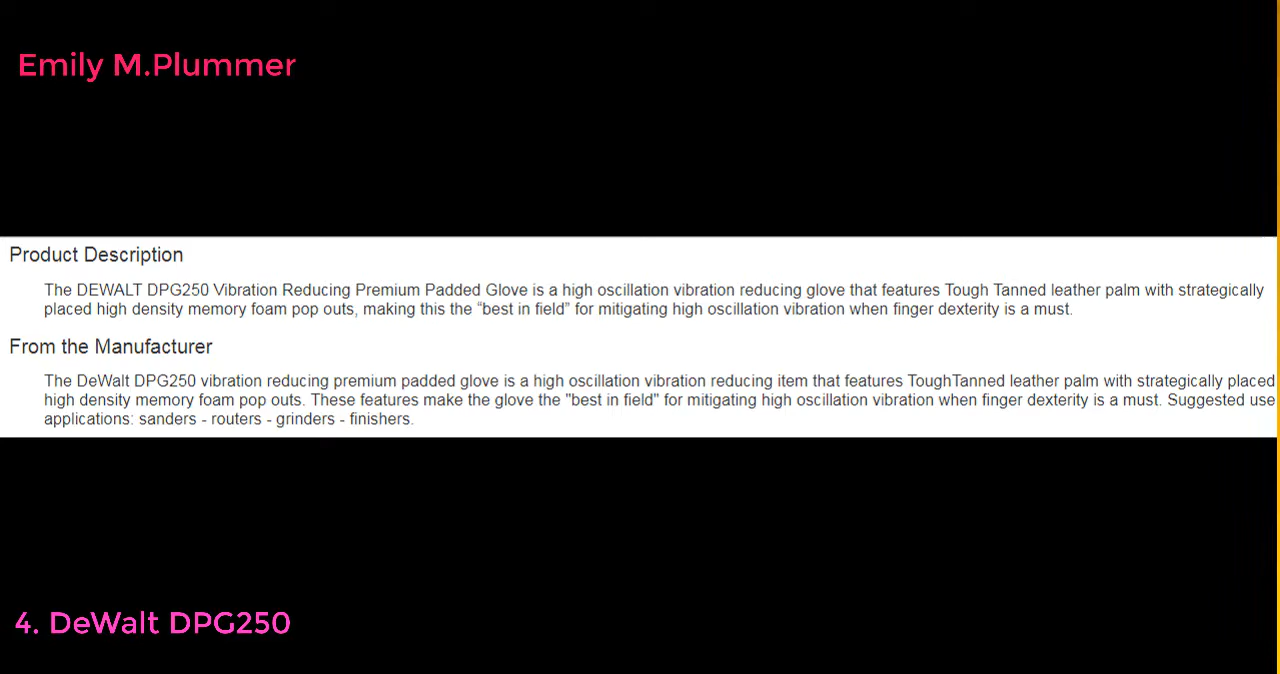 Emily M.Plummer
Product Description
The DEWALT DPG250 Vibration Reducing Premium Padded Glove is a high oscillation vibration reducing glove that features Tough Tanned leather palm with strategically
placed high density memory foam pop outs, making this the “best in field” for mitigating high oscillation vibration when finger dexterity is a must.
From the Manufacturer
The DeWalt DPG250 vibration reducing premium padded glove is a high oscillation vibration reducing item that features ToughTanned leather palm with strategically placed
high density memory foam pop outs. These features make the glove the "best in field" for mitigating high oscillation vibration when finger dexterity is a must. Suggested use
applications: sanders - routers - grinders - finishers.
4. DeWalt DPG250